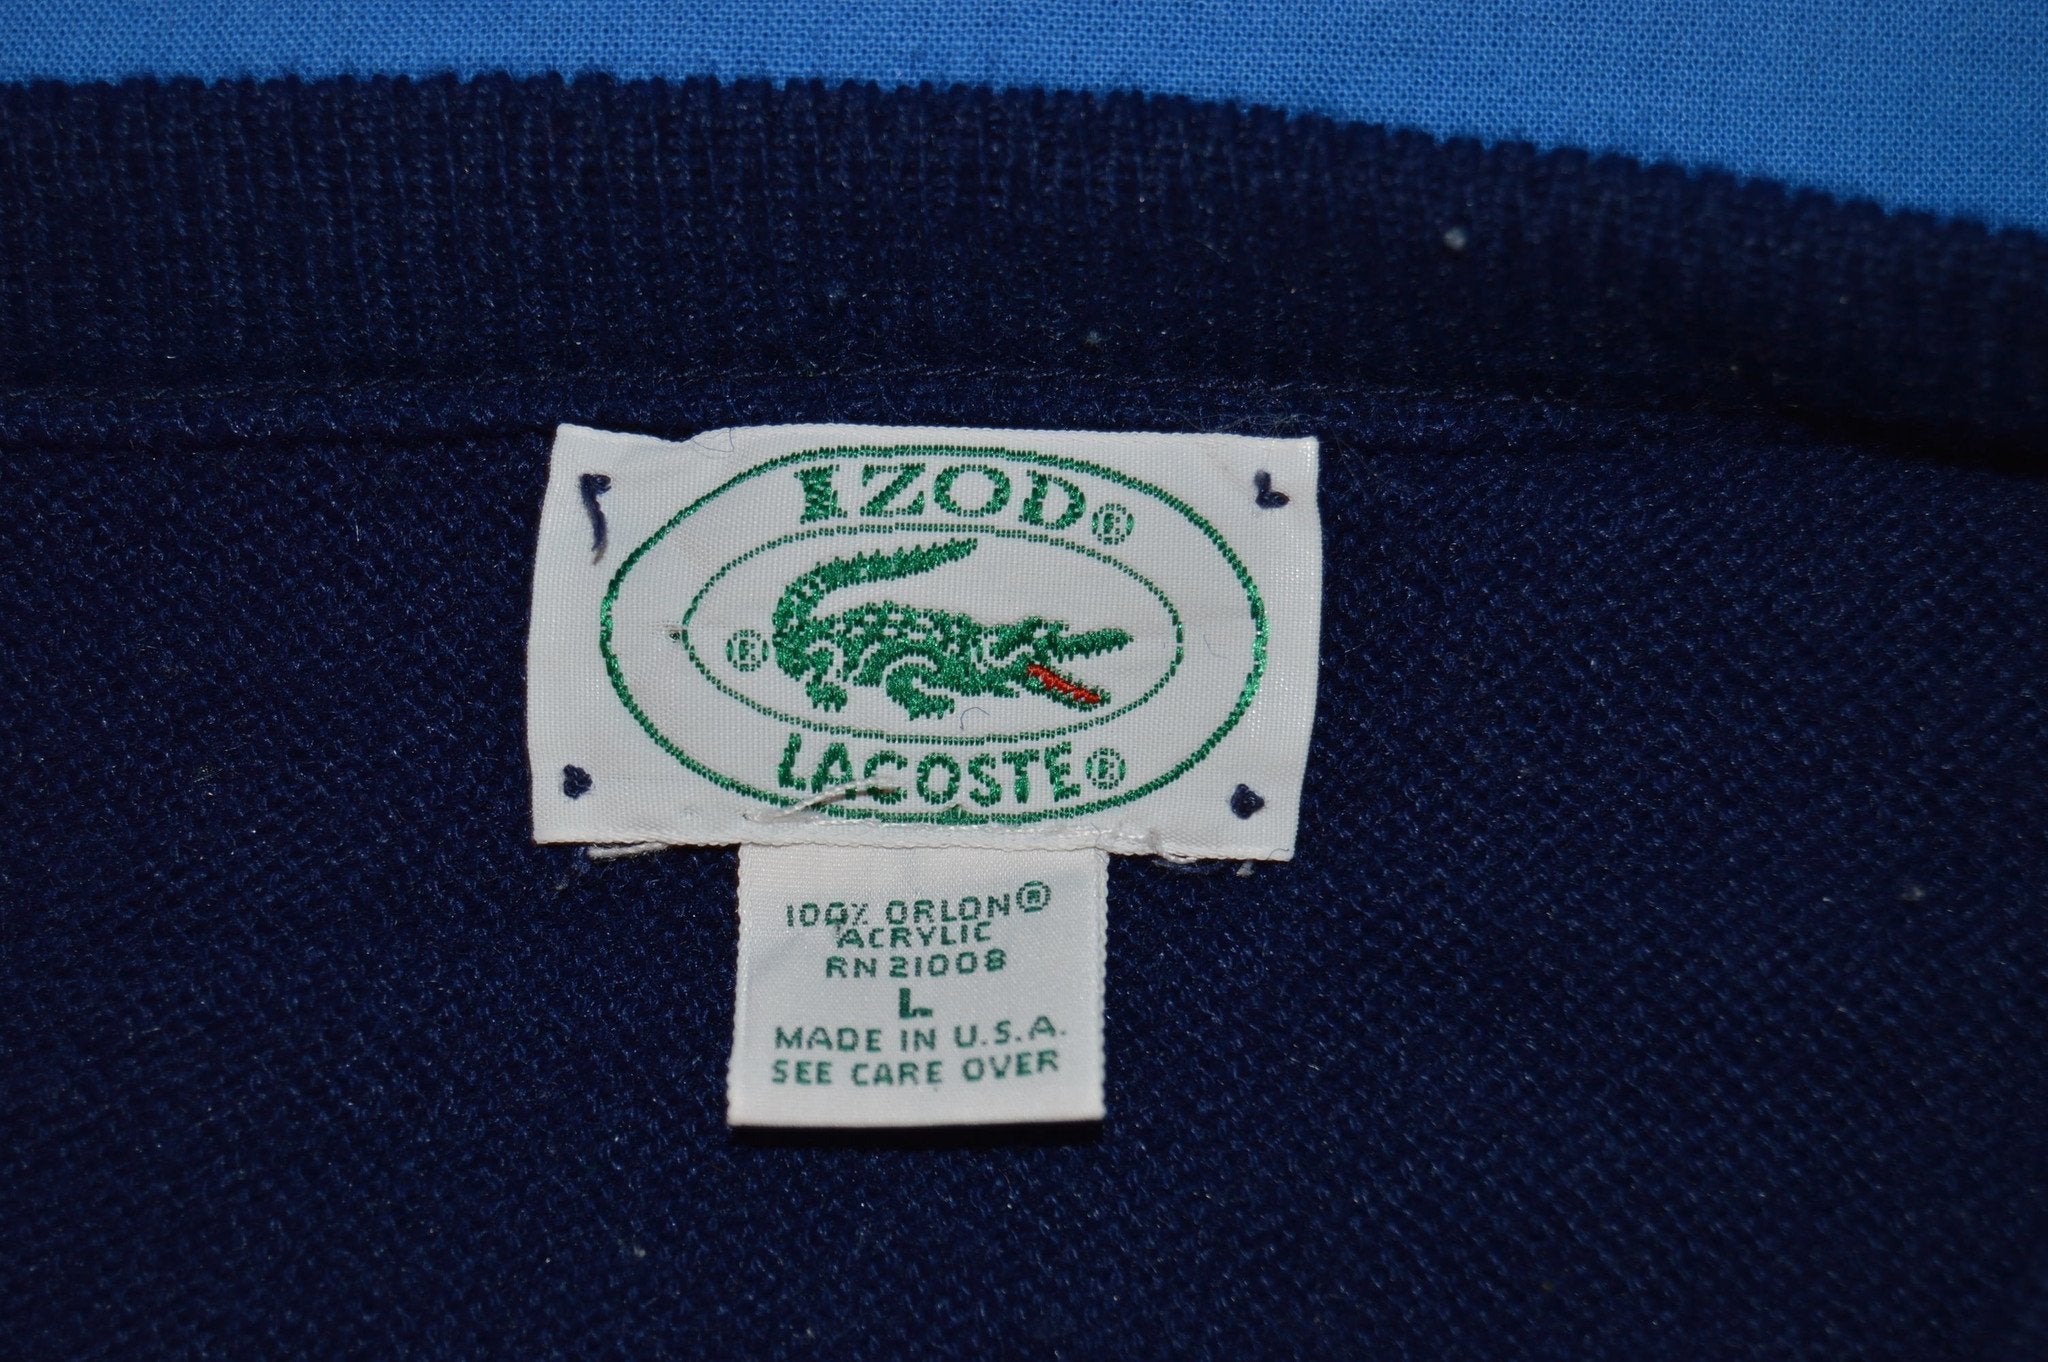 IZOD®
®
LACOSTE®
100% ORLON®
ACRYLIC
RN 21008
L
MADE IN U.S.A.
SEE CARE OVER